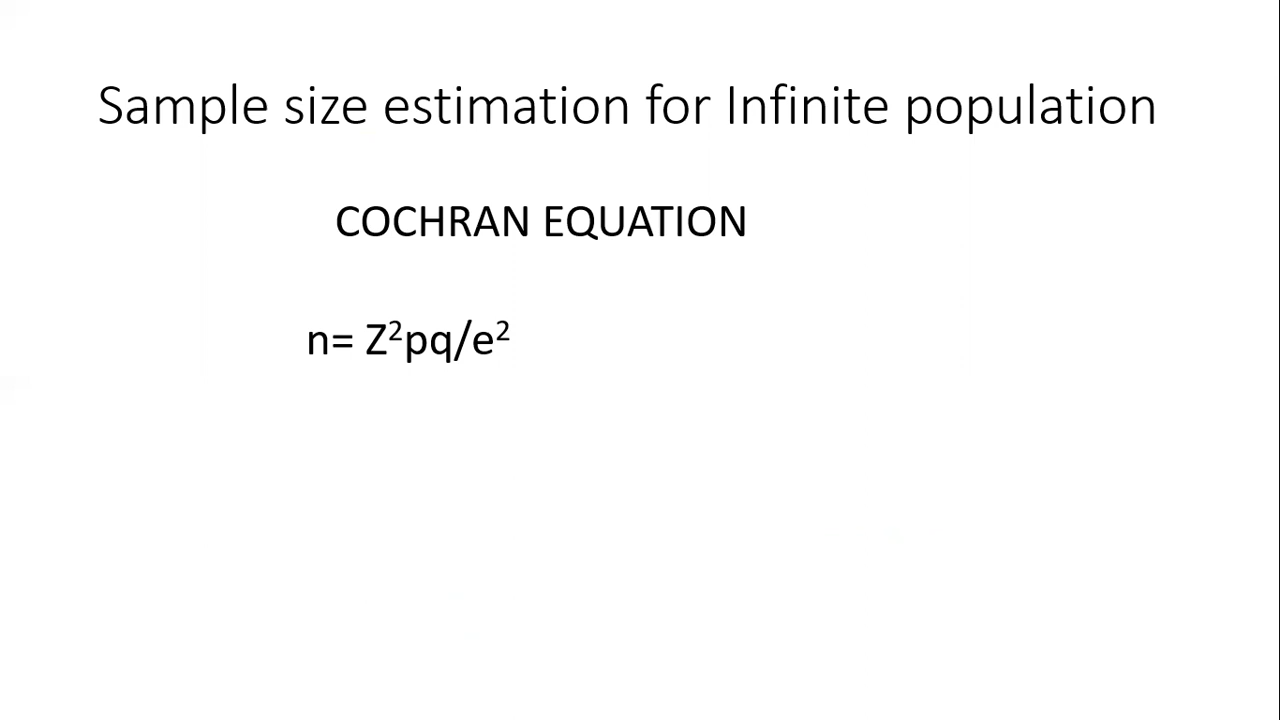 Sample size estimation for Infinite population
COCHRAN EQUATION
n= Z²pq/e²